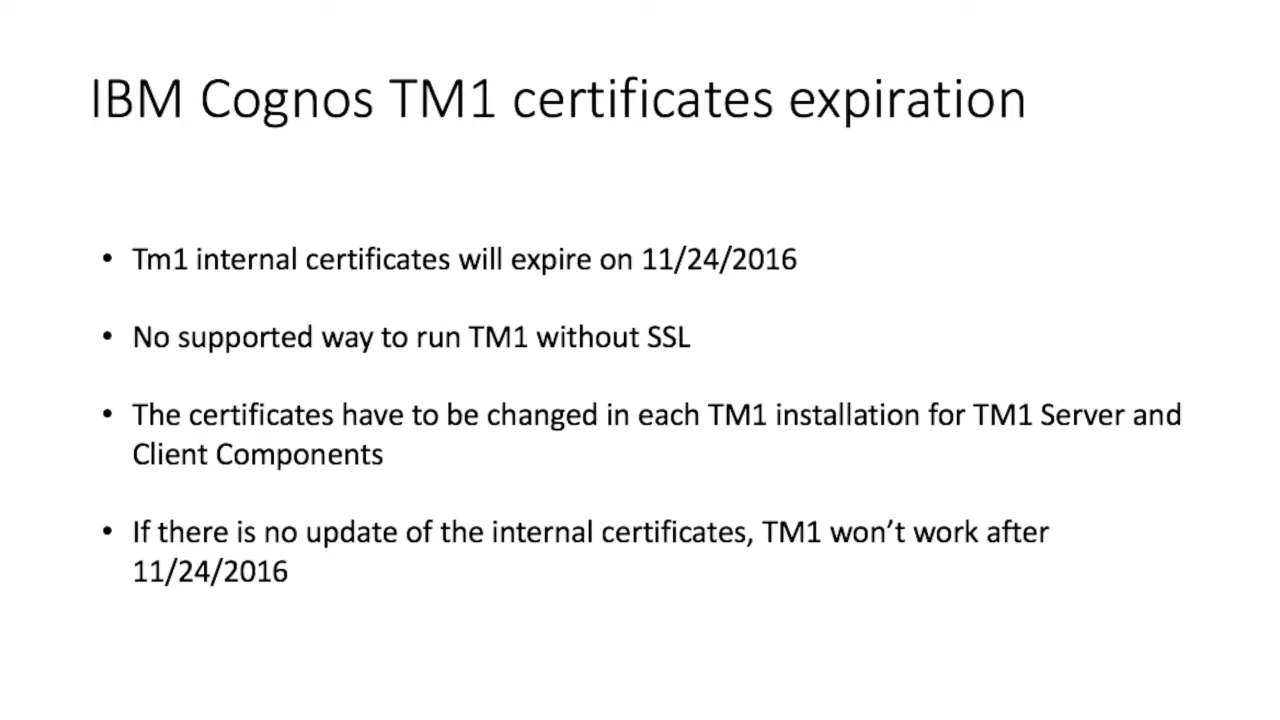 IBM Cognos TM1 certificates expiration
• Tm1 internal certificates will expire on 11/24/2016
• No supported way to run TM1 without SSL
• The certificates have to be changed in each TM1 installation for TM1 Server and
Client Components
• If there is no update of the internal certificates, TM1 won’t work after
11/24/2016